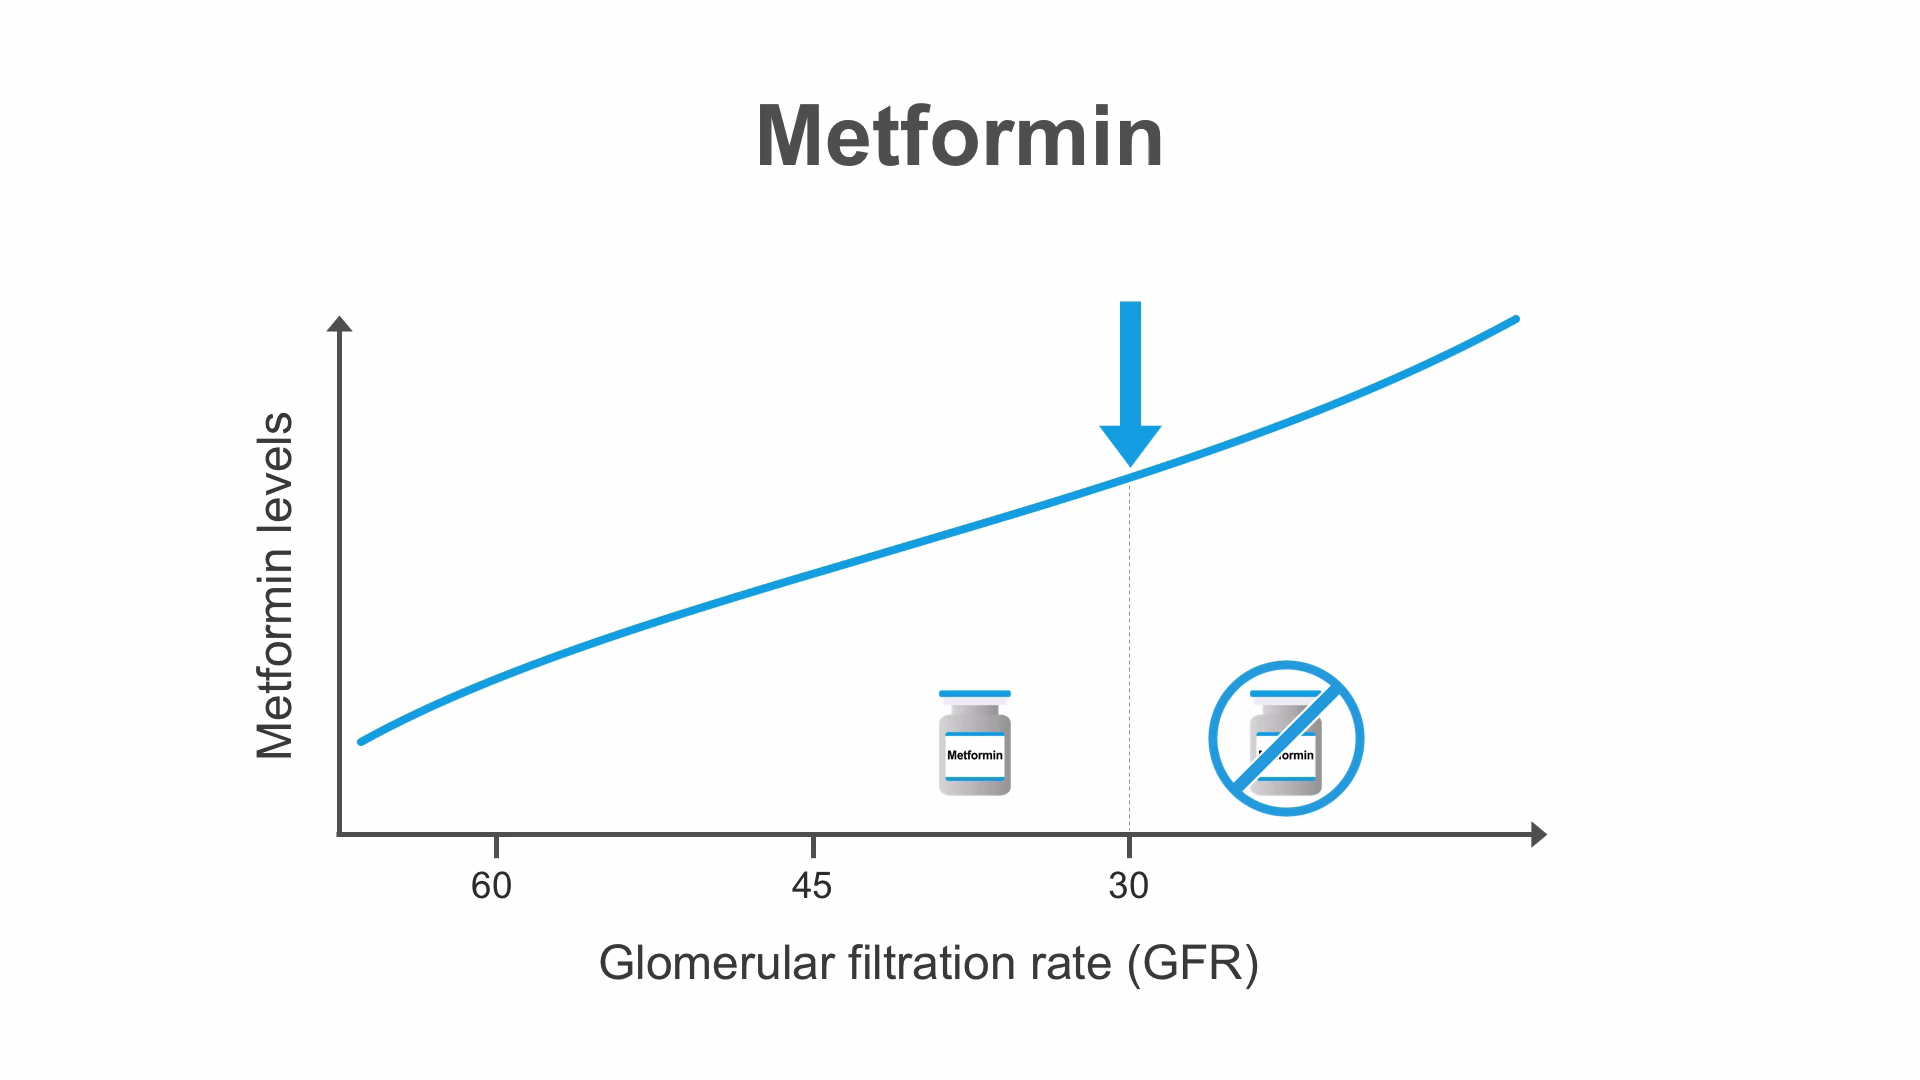 Metformin
Metformin levels
Metformin
60
45
30
Glomerular filtration rate (GFR)